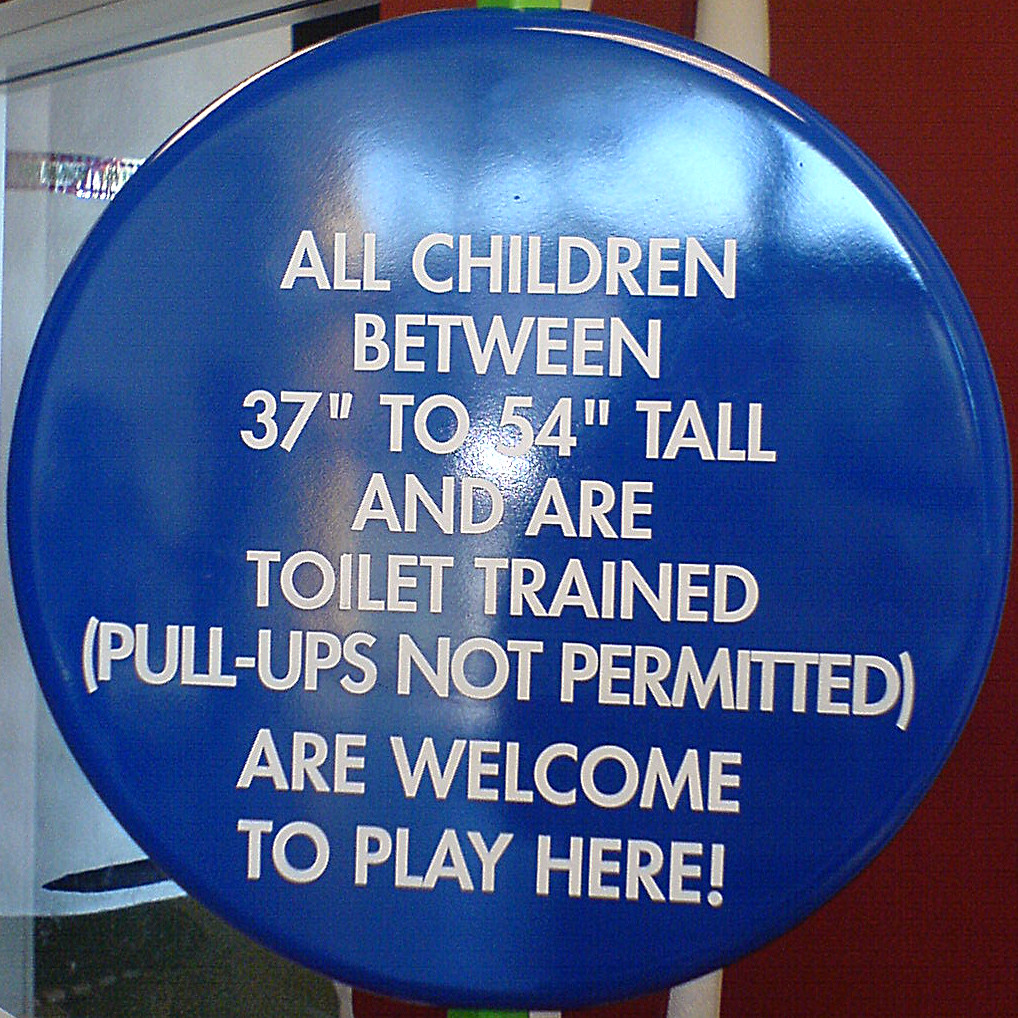 ALL CHILDREN
BETWEEN
37" TO 54" TALL
AND ARE
TOILET TRAINED
(PULL-UPS NOT PERMITTED)
ARE WELCOME
TO PLAY HERE!